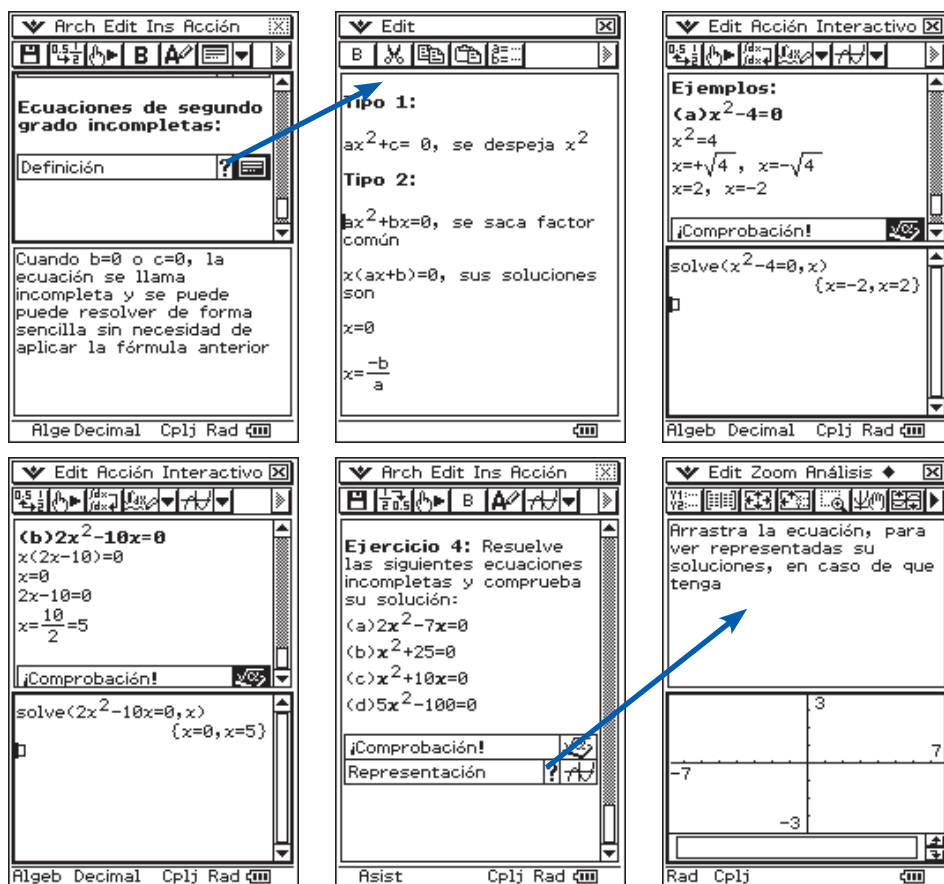 Arch Edit Ins Acción
B
Ecuaciones de segundo
grado incompletas:
Definición ?
Cuando b=0 o c=0, la
ecuación se llama
incompleta y se puede
puede resolver de forma
sencilla sin necesidad de
aplicar la fórmula anterior
Alge Decimal Cplj Rad
Edit
B
Tipo 1:
ax²+c= 0, se despeja x²
Tipo 2:
ax²+bx=0, se saca factor
común
x(ax+b)=0, sus soluciones
son
x=0
x=-b/a
Edit Acción Interactivo
Ejemplos:
(a)x²-4=0
x²=4
x=+√4 , x=-√4
x=2, x=-2
¡Comprobación!
solve(x²-4=0,x)
{x=-2,x=2}
Algeb Decimal Cplj Rad
Edit Acción Interactivo
(b)2x²-10x=0
x(2x-10)=0
x=0
2x-10=0
x=10/2=5
¡Comprobación!
solve(2x²-10x=0,x)
{x=0,x=5}
Algeb Decimal Cplj Rad
Arch Edit Ins Acción
B
Ejercicio 4: Resuelve
las siguientes ecuaciones
incompletas y comprueba
su solución:
(a)2x²-7x=0
(b)x²+25=0
(c)x²+10x=0
(d)5x²-100=0
¡Comprobación!
Representación ?
Asist Cplj Rad
Edit Zoom Análisis ◆
Arrastra la ecuación, para
ver representadas su
soluciones, en caso de que
tenga
3
7
-7
-3
Rad Cplj